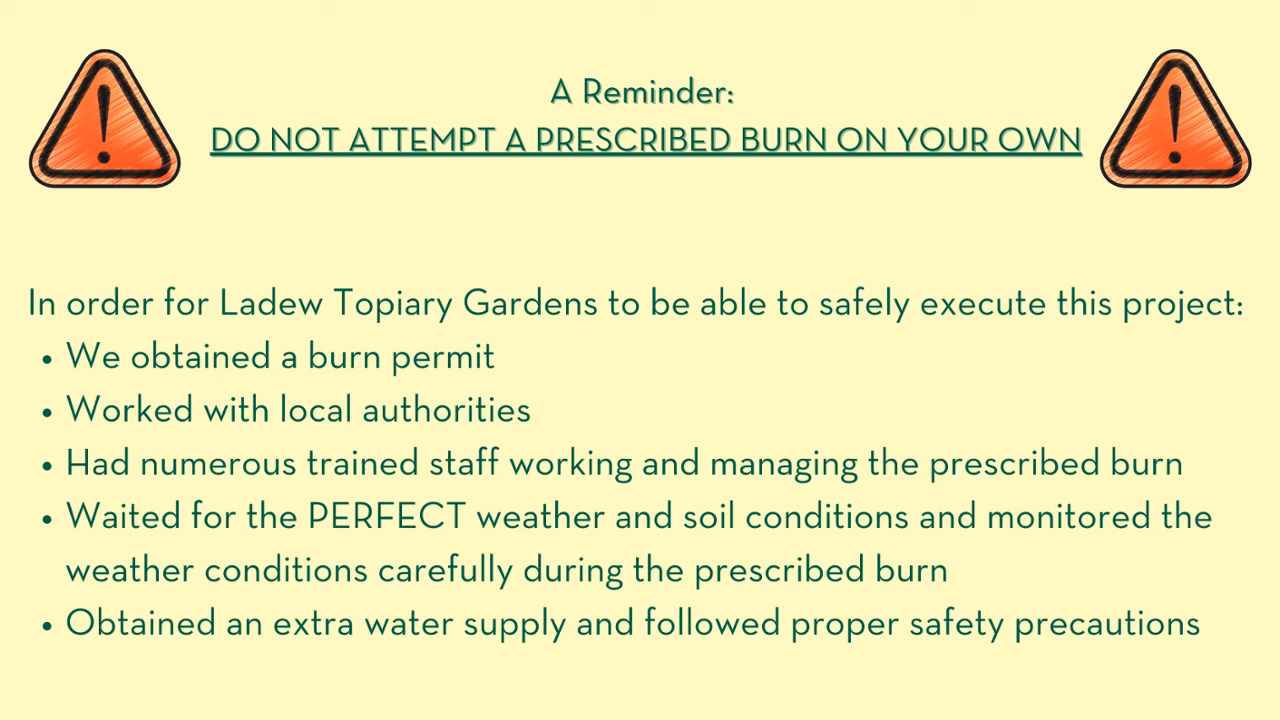 A Reminder:
DO NOT ATTEMPT A PRESCRIBED BURN ON YOUR OWN
In order for Ladew Topiary Gardens to be able to safely execute this project:
• We obtained a burn permit
• Worked with local authorities
• Had numerous trained staff working and managing the prescribed burn
• Waited for the PERFECT weather and soil conditions and monitored the
weather conditions carefully during the prescribed burn
• Obtained an extra water supply and followed proper safety precautions